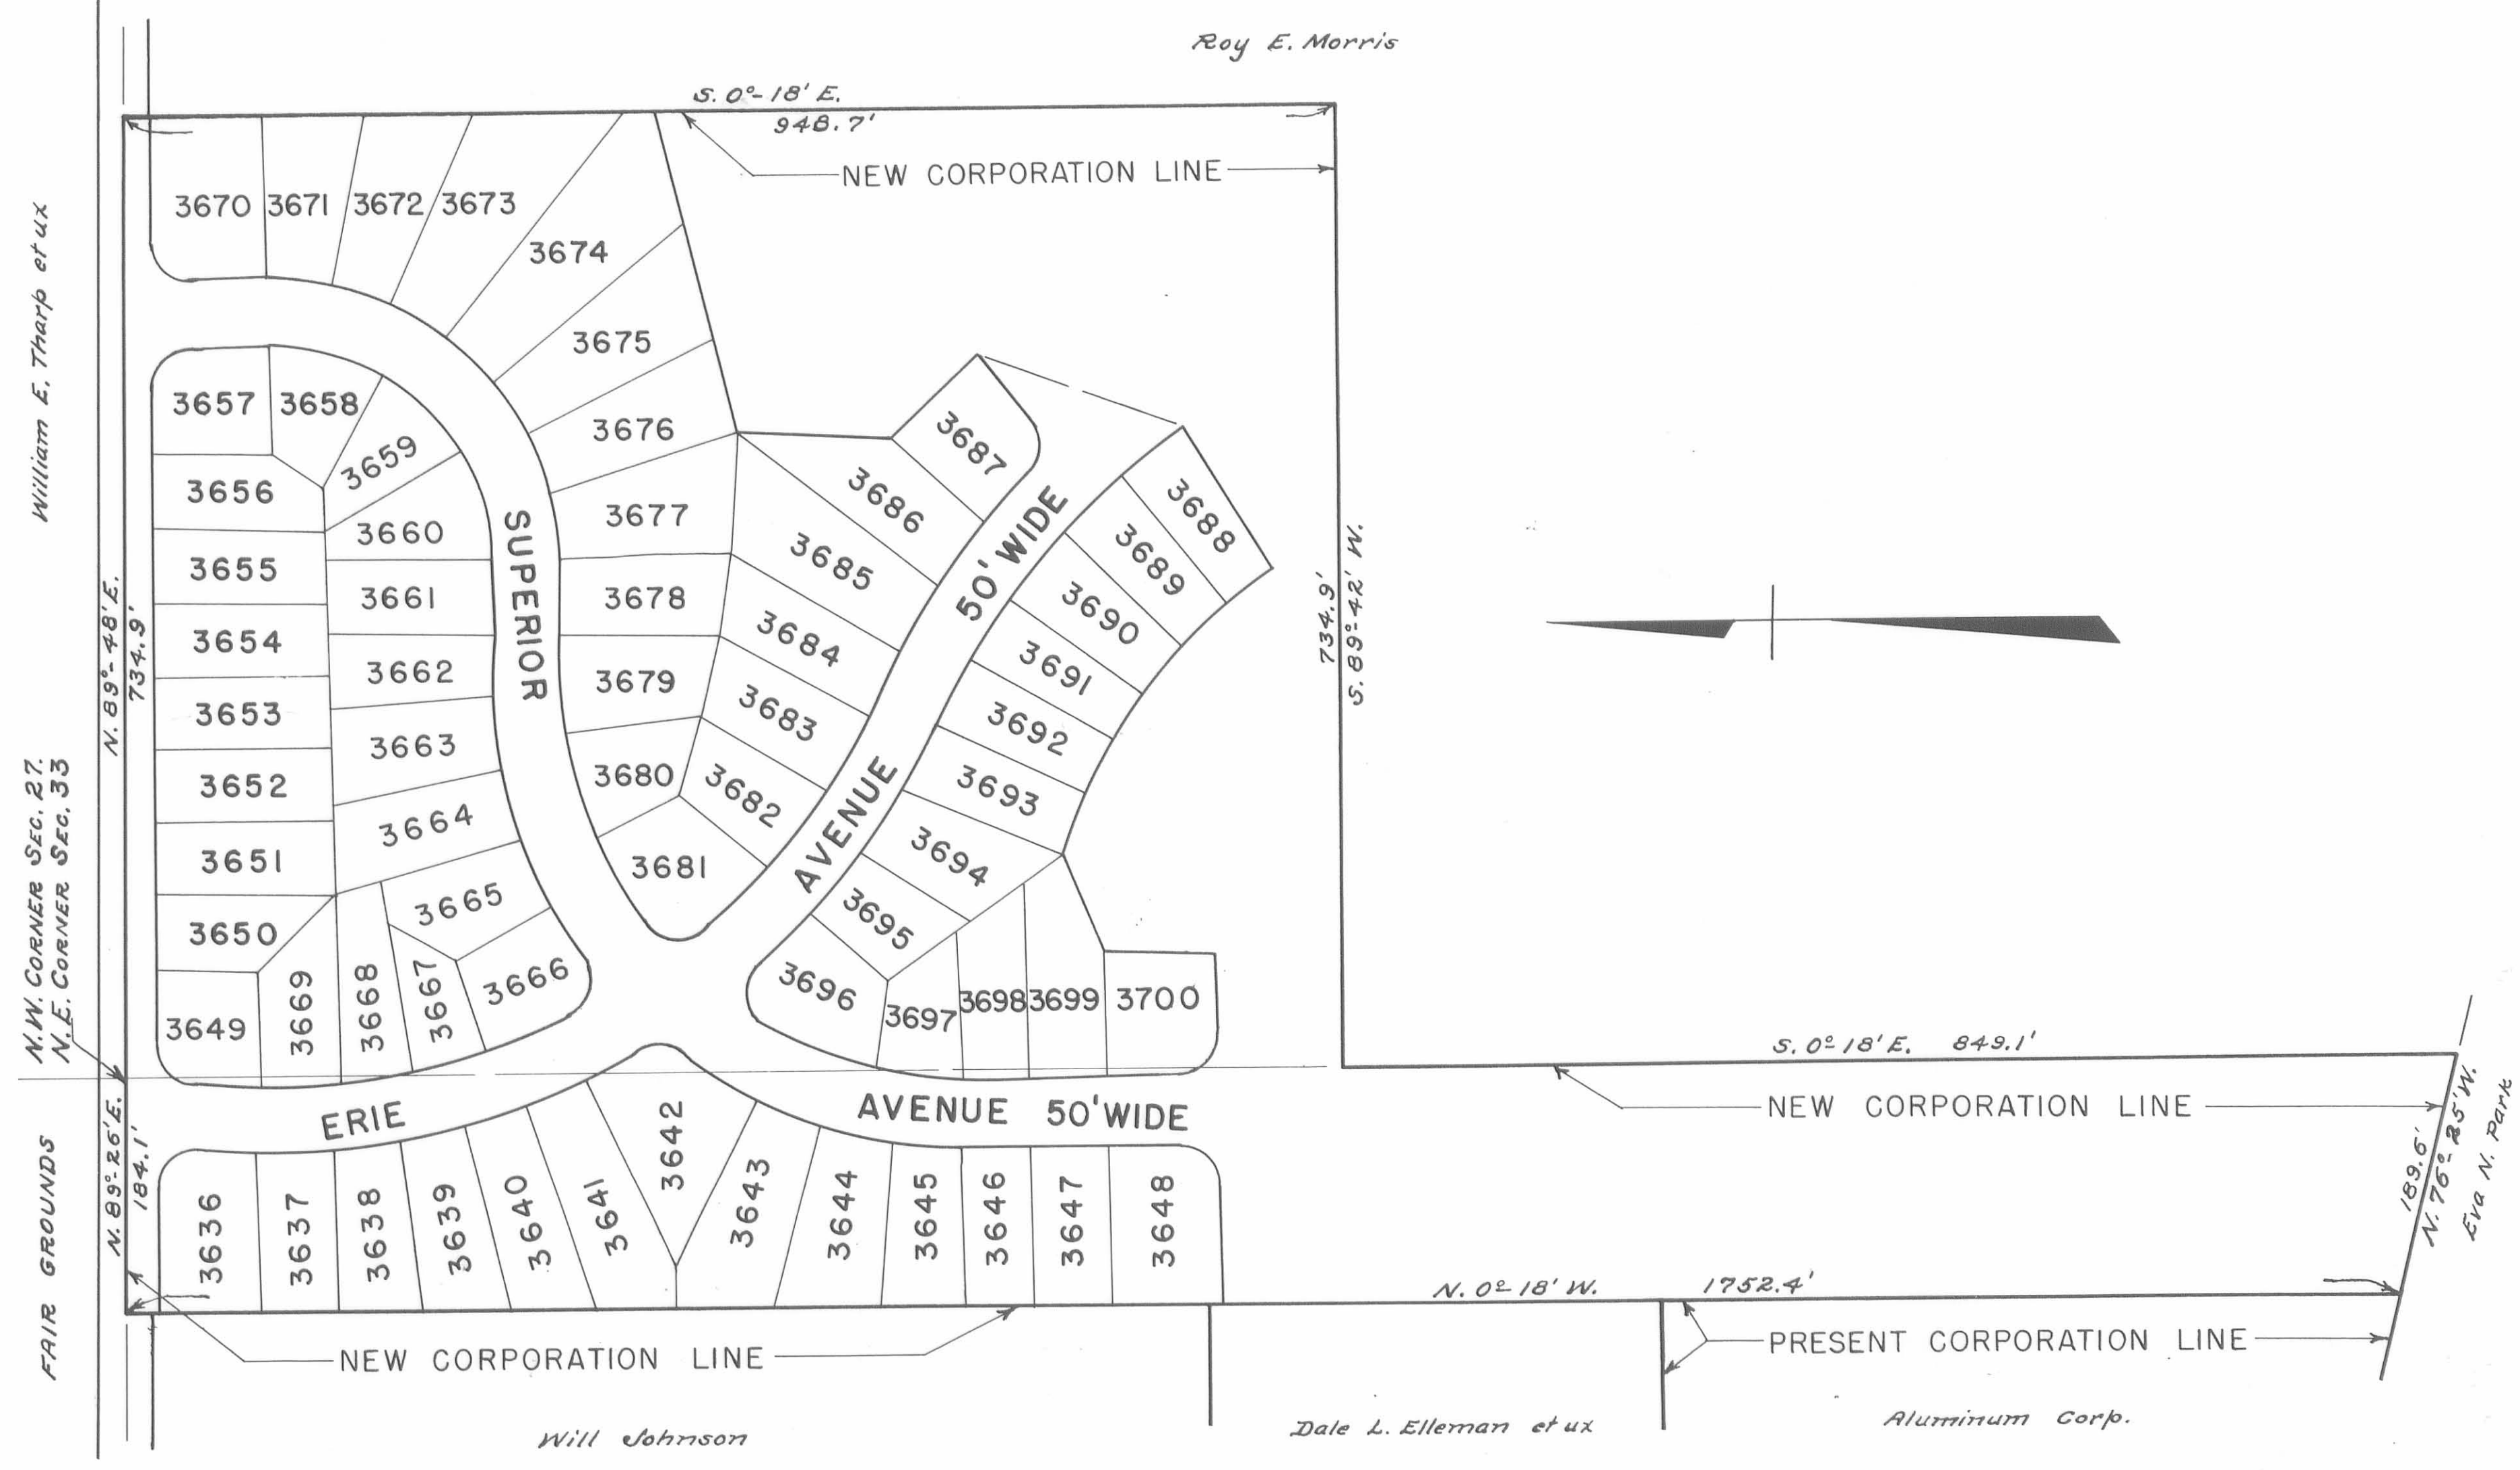 Roy E. Morris
S. 0°-18' E.
948.7'
NEW CORPORATION LINE
3670 3671 3672 3673
3674
3675
3676
3677
3678
3679
3680
3681
3657 3658
3659
3656
3660
3655
3661
3654
3662
3653
3663
3652
3664
3651
3665
3650
3666
3649 3669 3668 3667
SUPERIOR
AVENUE
50' WIDE
3687
3686
3685
3684
3683
3682
3688
3689
3690
3691
3692
3693
3694
3695
3696
3697 3698 3699 3700
ERIE
AVENUE 50' WIDE
3636 3637 3638 3639 3640 3641 3642 3643 3644 3645 3646 3647 3648
William E. Tharp et ux
N. 89°-48' E.
734.9'
N.W. CORNER SEC. 27.
N.E. CORNER SEC. 33
N. 89°-26' E.
184.1'
FAIR GROUNDS
734.9'
S. 89°-42' W.
S. 0° 18' E. 849.1'
NEW CORPORATION LINE
189.6'
N. 76°-25' W.
Eva N. Park
N. 0° 18' W. 1752.4'
PRESENT CORPORATION LINE
NEW CORPORATION LINE
Will Johnson
Dale L. Elleman et ux
Aluminum Corp.